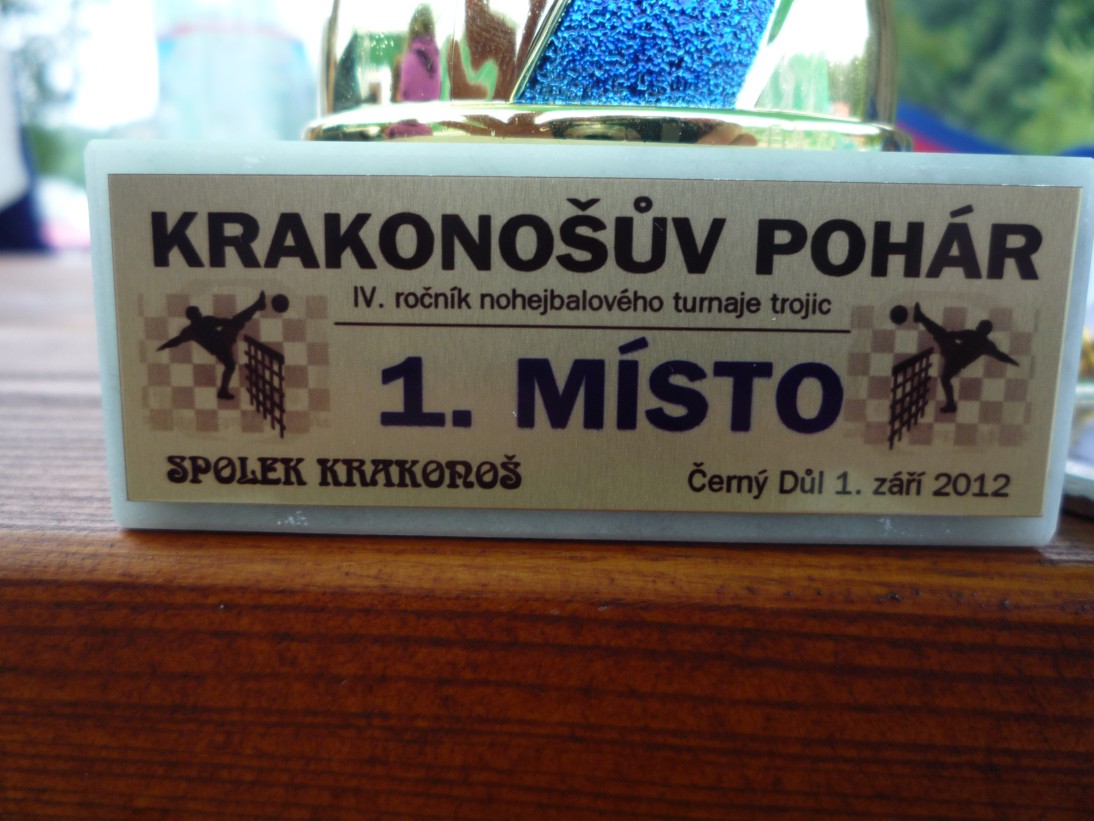 KRAKONOŠŮV POHÁR
IV. ročník nohejbalového turnaje trojic
1. MÍSTO
SPOLEK KRAKONOŠ
Černý Důl 1. září 2012